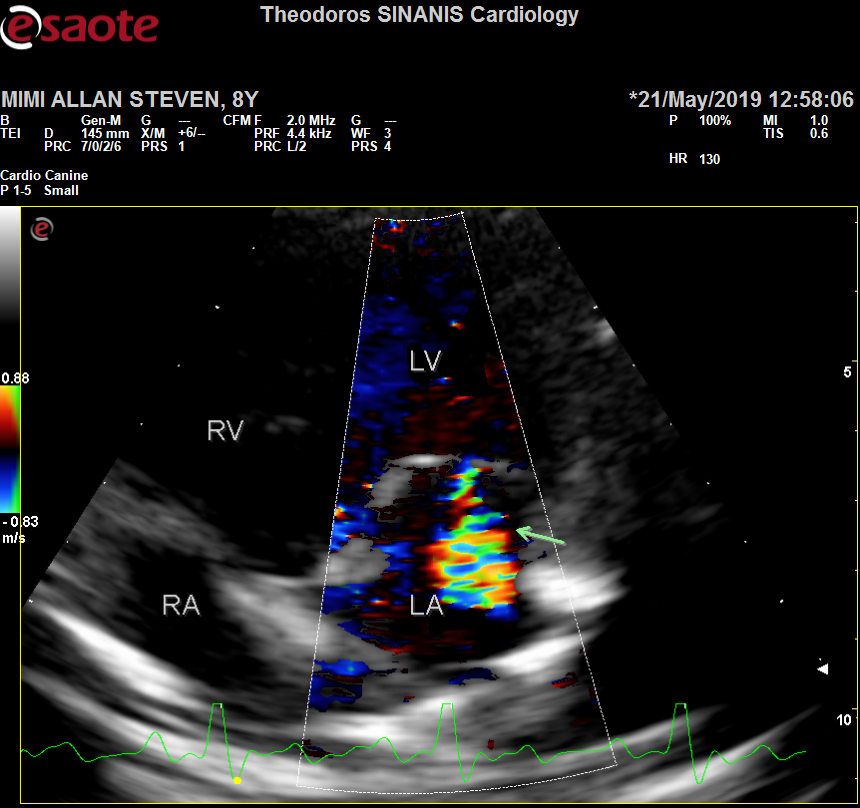 esaote
Theodoros SINANIS Cardiology
MIMI ALLAN STEVEN, 8Y *21/May/2019 12:58:06
B Gen-M G --- CFM F 2.0 MHz G --- P 100% MI 1.0
TEI D 145 mm X/M +6/-- PRF 4.4 kHz WF 3 TIS 0.6
PRC 7/0/2/6 PRS 1 PRC L/2 PRS 4
HR 130
Cardio Canine
P 1-5 Small
e
LV
5
0.88
RV
- 0.83
m/s
RA
LA
10